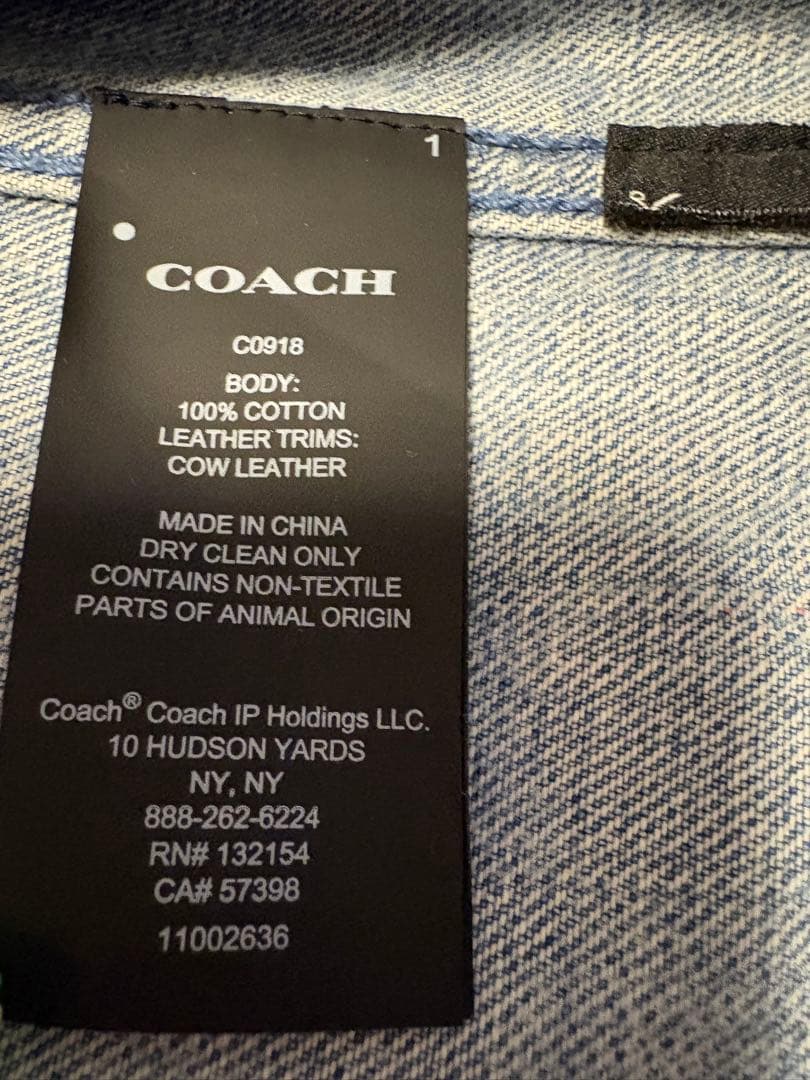 1
COACH
C0918
BODY:
100% COTTON
LEATHER TRIMS:
COW LEATHER
MADE IN CHINA
DRY CLEAN ONLY
CONTAINS NON-TEXTILE
PARTS OF ANIMAL ORIGIN
Coach® Coach IP Holdings LLC.
10 HUDSON YARDS
NY, NY
888-262-6224
RN# 132154
CA# 57398
11002636